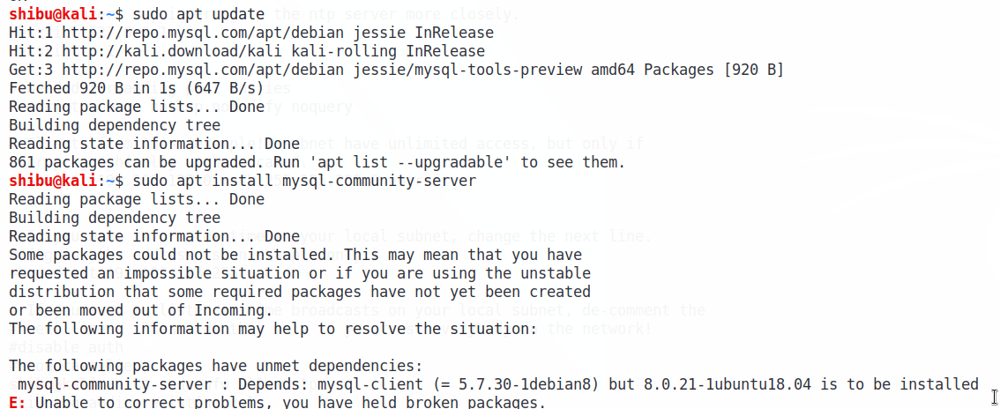 shibu@kali:~$ sudo apt update
Hit:1 http://repo.mysql.com/apt/debian jessie InRelease
Hit:2 http://kali.download/kali kali-rolling InRelease
Get:3 http://repo.mysql.com/apt/debian jessie/mysql-tools-preview amd64 Packages [920 B]
Fetched 920 B in 1s (647 B/s)
Reading package lists... Done
Building dependency tree
Reading state information... Done
861 packages can be upgraded. Run 'apt list --upgradable' to see them.
shibu@kali:~$ sudo apt install mysql-community-server
Reading package lists... Done
Building dependency tree
Reading state information... Done
Some packages could not be installed. This may mean that you have
requested an impossible situation or if you are using the unstable
distribution that some required packages have not yet been created
or been moved out of Incoming.
The following information may help to resolve the situation:

The following packages have unmet dependencies:
 mysql-community-server : Depends: mysql-client (= 5.7.30-1debian8) but 8.0.21-1ubuntu18.04 is to be installed
E: Unable to correct problems, you have held broken packages.